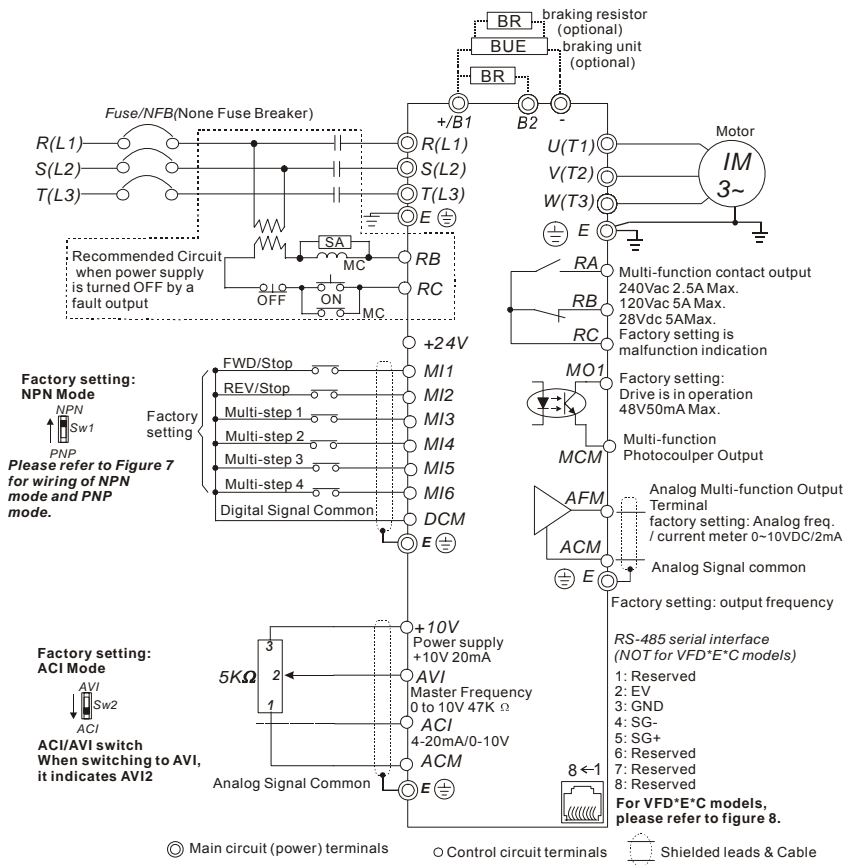 BR
braking resistor
(optional)
BUE
braking unit
(optional)
BR
+/B1
B2
-
Fuse/NFB(None Fuse Breaker)
R(L1)
S(L2)
T(L3)
R(L1)
S(L2)
T(L3)
E
U(T1)
V(T2)
W(T3)
E
Motor
IM
3~
Recommended Circuit
when power supply
is turned OFF by a
fault output
SA
MC
OFF
ON
MC
RB
RC
RA
RB
RC
Multi-function contact output
240Vac 2.5A Max.
120Vac 5A Max.
28Vdc 5A Max.
Factory setting is
malfunction indication
+24V
FWD/Stop
MI1
REV/Stop
MI2
Multi-step 1
MI3
Multi-step 2
MI4
Multi-step 3
MI5
Multi-step 4
MI6
Digital Signal Common
DCM
E
Factory
setting
Factory setting:
NPN Mode
NPN
Sw1
PNP
Please refer to Figure 7
for wiring of NPN
mode and PNP
mode.
MO1
Factory setting:
Drive is in operation
48V50mA Max.
MCM
Multi-function
Photocoulper Output
AFM
Analog Multi-function Output
Terminal
factory setting: Analog freq.
/ current meter 0~10VDC/2mA
ACM
Analog Signal common
E
Factory setting: output frequency
+10V
Power supply
+10V 20mA
3
5KΩ
2
1
AVI
Master Frequency
0 to 10V 47K Ω
ACI
4-20mA/0-10V
ACM
Analog Signal Common
E
Factory setting:
ACI Mode
AVI
Sw2
ACI
ACI/AVI switch
When switching to AVI,
it indicates AVI2
RS-485 serial interface
(NOT for VFD*E*C models)
1: Reserved
2: EV
3: GND
4: SG-
5: SG+
6: Reserved
7: Reserved
8: Reserved
8←1
For VFD*E*C models,
please refer to figure 8.
Main circuit (power) terminals
Control circuit terminals
Shielded leads & Cable